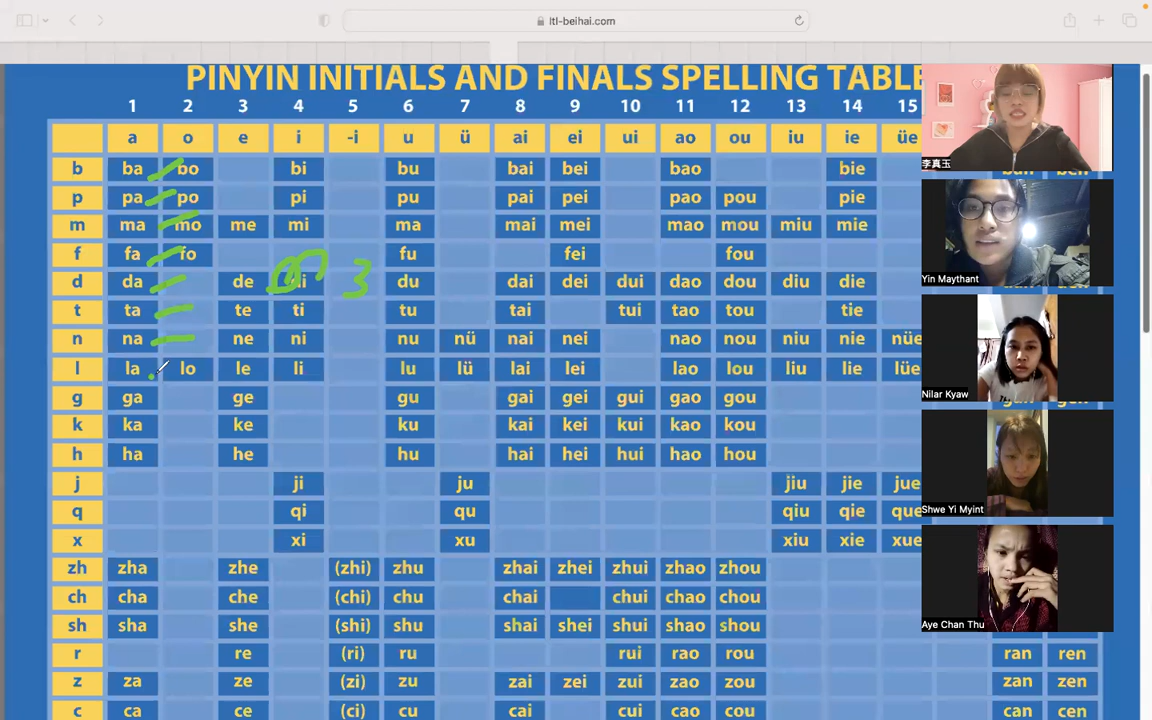 ltl-beihai.com
PINYIN INITIALS AND FINALS SPELLING TABLE
1 2 3 4 5 6 7 8 9 10 11 12 13 14 15
a o e i -i u ü ai ei ui ao ou iu ie üe
b ba bo bi bu bai bei bao bie
p pa po pi pu pai pei pao pou pie
m ma mo me mi ma mai mei mao mou miu mie
f fa fo fu fei fou
d da de di 3 du dai dei dui dao dou diu die
t ta te ti tu tai tui tao tou tie
n na ne ni nu nü nai nei nao nou niu nie nüe
l la lo le li lu lü lai lei lao lou liu lie lüe
g ga ge gu gai gei gui gao gou
k ka ke ku kai kei kui kao kou
h ha he hu hai hei hui hao hou
j ji ju jiu jie jue
q qi qu qiu qie que
x xi xu xiu xie xue
zh zha zhe (zhi) zhu zhai zhei zhui zhao zhou
ch cha che (chi) chu chai chui chao chou
sh sha she (shi) shu shai shei shui shao shou
r re (ri) ru rui rao rou ran ren
z za ze (zi) zu zai zei zui zao zou zan zen
c ca ce (ci) cu cai cui cao cou can cen
李真玉
Yin Maythant
Nilar Kyaw
Shwe Yi Myint
Aye Chan Thu